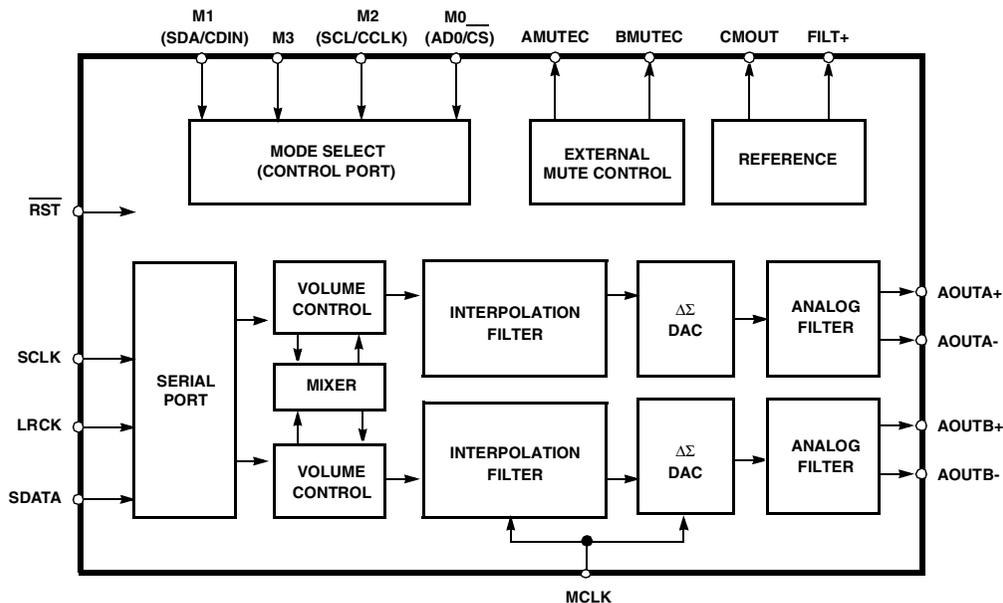 M1
(SDA/CDIN)
M3
M2
(SCL/CCLK)
M0
(AD0/CS)
AMUTEC
BMUTEC
CMOUT
FILT+
MODE SELECT
(CONTROL PORT)
EXTERNAL
MUTE CONTROL
REFERENCE
RST
SCLK
LRCK
SDATA
SERIAL
PORT
VOLUME
CONTROL
MIXER
VOLUME
CONTROL
INTERPOLATION
FILTER
INTERPOLATION
FILTER
ΔΣ
DAC
ΔΣ
DAC
ANALOG
FILTER
ANALOG
FILTER
AOUTA+
AOUTA-
AOUTB+
AOUTB-
MCLK